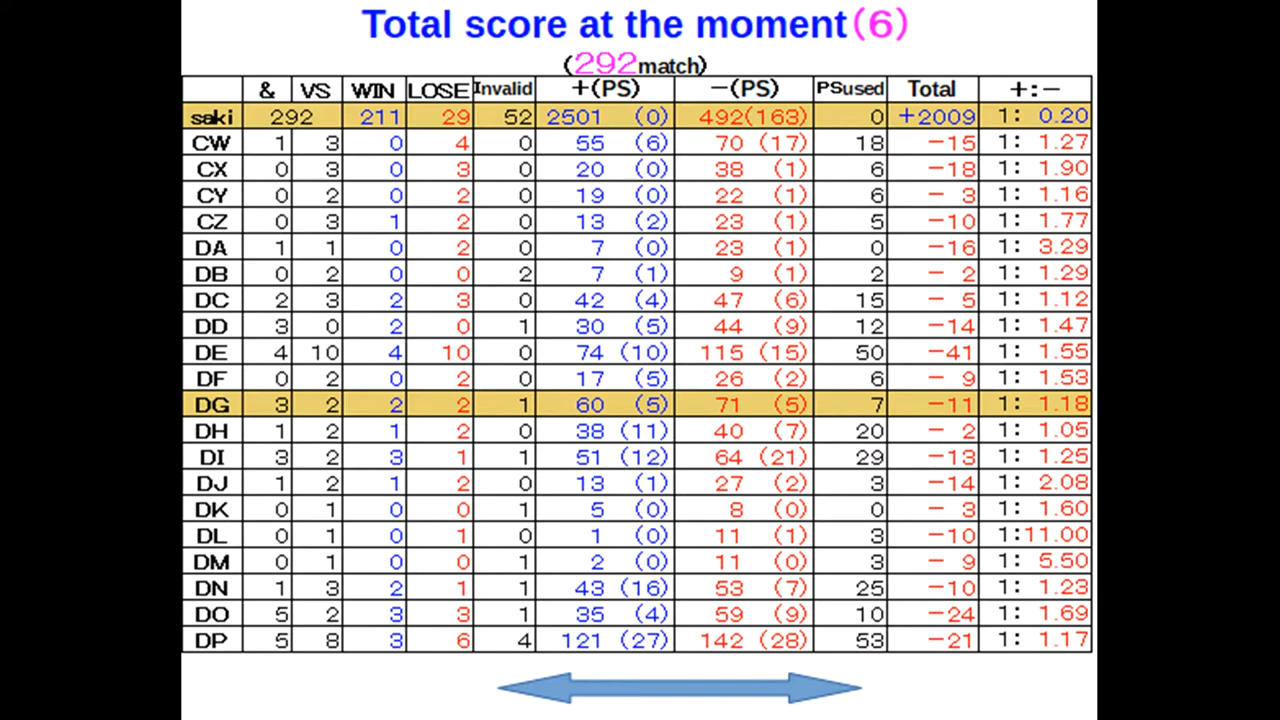 Total score at the moment(6)
(292match)
& VS WIN LOSE Invalid +(PS) −(PS) PSused Total +:−
saki 292 211 29 52 2501 (0) 492(163) 0 +2009 1: 0.20
CW 1 3 0 4 0 55 (6) 70 (17) 18 −15 1: 1.27
CX 0 3 0 3 0 20 (0) 38 (1) 6 −18 1: 1.90
CY 0 2 0 2 0 19 (0) 22 (1) 6 − 3 1: 1.16
CZ 0 3 1 2 0 13 (2) 23 (1) 5 −10 1: 1.77
DA 1 1 0 2 0 7 (0) 23 (1) 0 −16 1: 3.29
DB 0 2 0 0 2 7 (1) 9 (1) 2 − 2 1: 1.29
DC 2 3 2 3 0 42 (4) 47 (6) 15 − 5 1: 1.12
DD 3 0 2 0 1 30 (5) 44 (9) 12 −14 1: 1.47
DE 4 10 4 10 0 74 (10) 115 (15) 50 −41 1: 1.55
DF 0 2 0 2 0 17 (5) 26 (2) 6 − 9 1: 1.53
DG 3 2 2 2 1 60 (5) 71 (5) 7 −11 1: 1.18
DH 1 2 1 2 0 38 (11) 40 (7) 20 − 2 1: 1.05
DI 3 2 3 1 1 51 (12) 64 (21) 29 −13 1: 1.25
DJ 1 2 1 2 0 13 (1) 27 (2) 3 −14 1: 2.08
DK 0 1 0 0 1 5 (0) 8 (0) 0 − 3 1: 1.60
DL 0 1 0 1 0 1 (0) 11 (1) 3 −10 1:11.00
DM 0 1 0 0 1 2 (0) 11 (0) 3 − 9 1: 5.50
DN 1 3 2 1 1 43 (16) 53 (7) 25 −10 1: 1.23
DO 5 2 3 3 1 35 (4) 59 (9) 10 −24 1: 1.69
DP 5 8 3 6 4 121 (27) 142 (28) 53 −21 1: 1.17